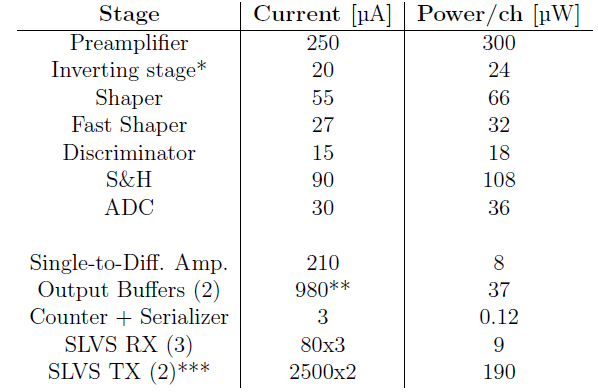 Stage Current [µA] Power/ch [µW]
Preamplifier 250 300
Inverting stage* 20 24
Shaper 55 66
Fast Shaper 27 32
Discriminator 15 18
S&H 90 108
ADC 30 36
Single-to-Diff. Amp. 210 8
Output Buffers (2) 980** 37
Counter + Serializer 3 0.12
SLVS RX (3) 80x3 9
SLVS TX (2)*** 2500x2 190